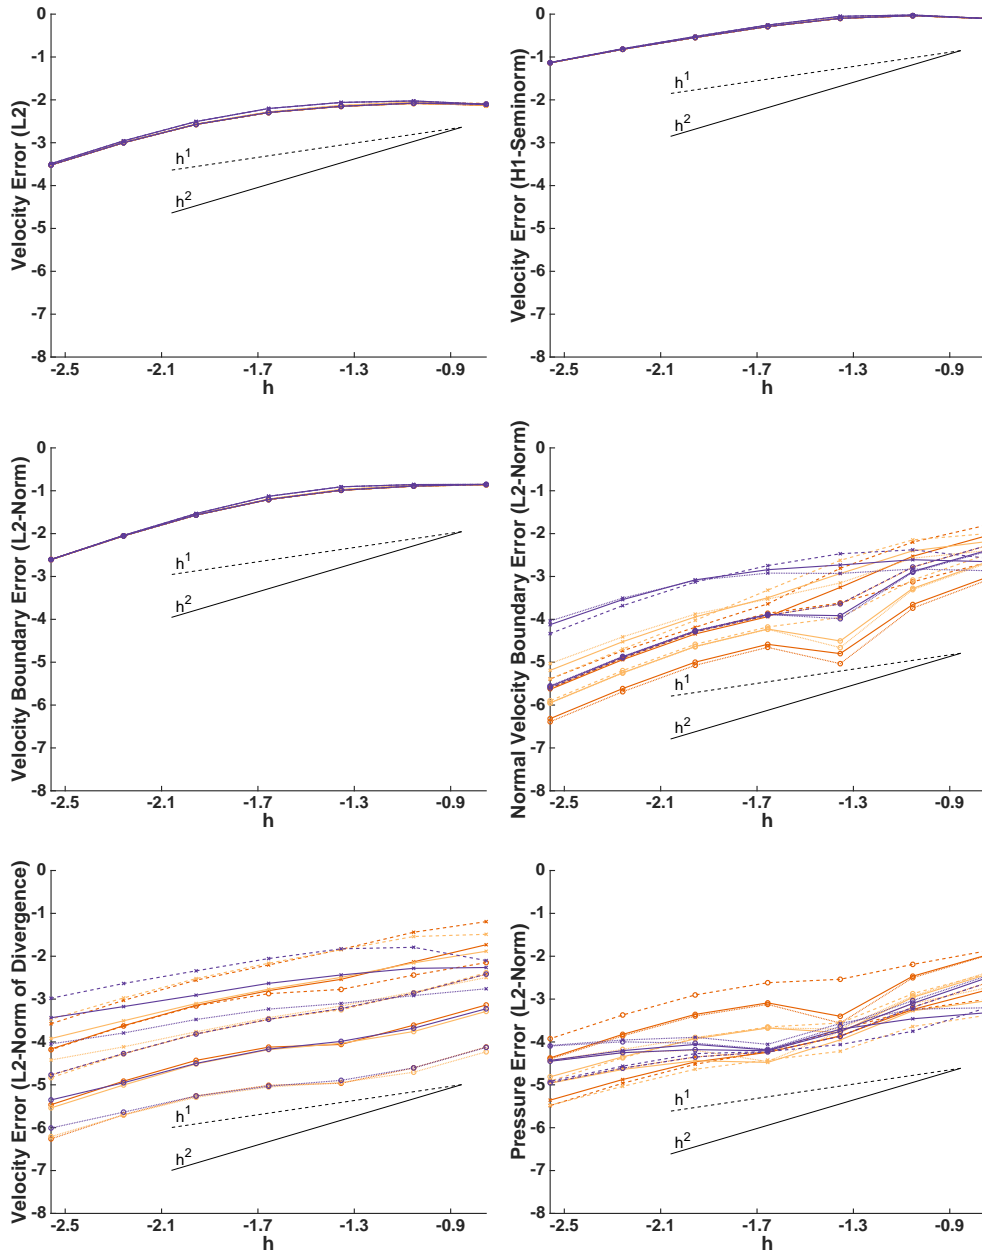 0
-1
-2
-3
-4
-5
-6
-7
-8
-2.5 -2.1 -1.7 -1.3 -0.9
h
Velocity Error (L2)
h1
h2
0
-1
-2
-3
-4
-5
-6
-7
-8
-2.5 -2.1 -1.7 -1.3 -0.9
h
Velocity Error (H1-Seminorm)
h1
h2
0
-1
-2
-3
-4
-5
-6
-7
-8
-2.5 -2.1 -1.7 -1.3 -0.9
h
Velocity Boundary Error (L2-Norm)
h1
h2
0
-1
-2
-3
-4
-5
-6
-7
-8
-2.5 -2.1 -1.7 -1.3 -0.9
h
Normal Velocity Boundary Error (L2-Norm)
h1
h2
0
-1
-2
-3
-4
-5
-6
-7
-8
-2.5 -2.1 -1.7 -1.3 -0.9
h
Velocity Error (L2-Norm of Divergence)
h1
h2
0
-1
-2
-3
-4
-5
-6
-7
-8
-2.5 -2.1 -1.7 -1.3 -0.9
h
Pressure Error (L2-Norm)
h1
h2